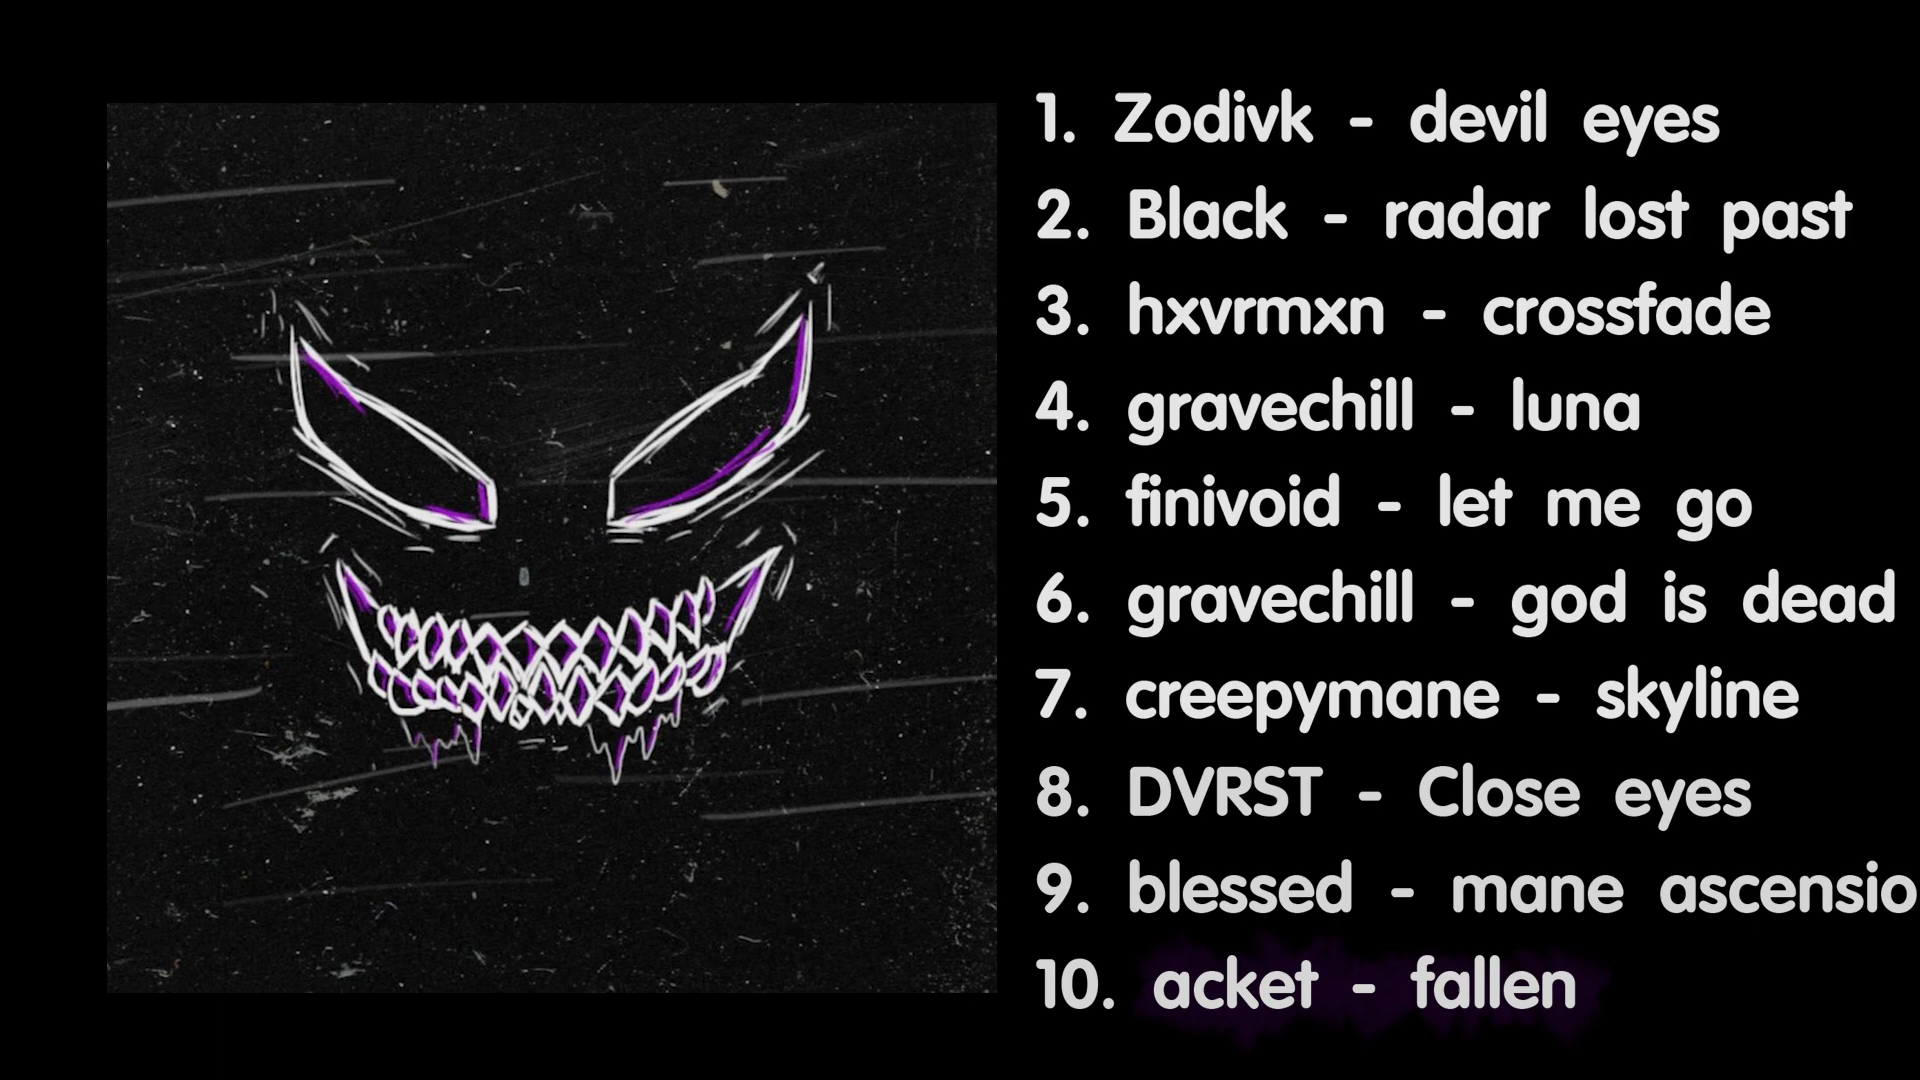 1. Zodivk - devil eyes
2. Black - radar lost past
3. hxvrmxn - crossfade
4. gravechill - luna
5. finivoid - let me go
6. gravechill - god is dead
7. creepymane - skyline
8. DVRST - Close eyes
9. blessed - mane ascensio
10. acket - fallen